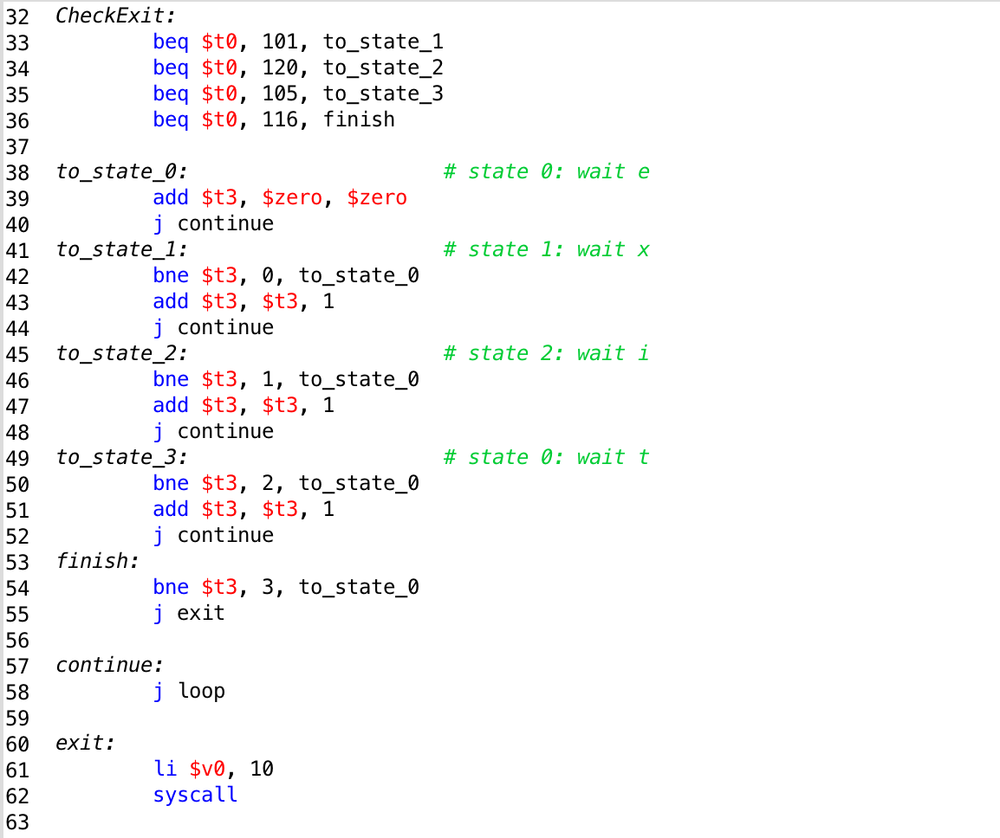 32 CheckExit:
33 beq $t0, 101, to_state_1
34 beq $t0, 120, to_state_2
35 beq $t0, 105, to_state_3
36 beq $t0, 116, finish
37
38 to_state_0: # state 0: wait e
39 add $t3, $zero, $zero
40 j continue
41 to_state_1: # state 1: wait x
42 bne $t3, 0, to_state_0
43 add $t3, $t3, 1
44 j continue
45 to_state_2: # state 2: wait i
46 bne $t3, 1, to_state_0
47 add $t3, $t3, 1
48 j continue
49 to_state_3: # state 0: wait t
50 bne $t3, 2, to_state_0
51 add $t3, $t3, 1
52 j continue
53 finish:
54 bne $t3, 3, to_state_0
55 j exit
56
57 continue:
58 j loop
59
60 exit:
61 li $v0, 10
62 syscall
63